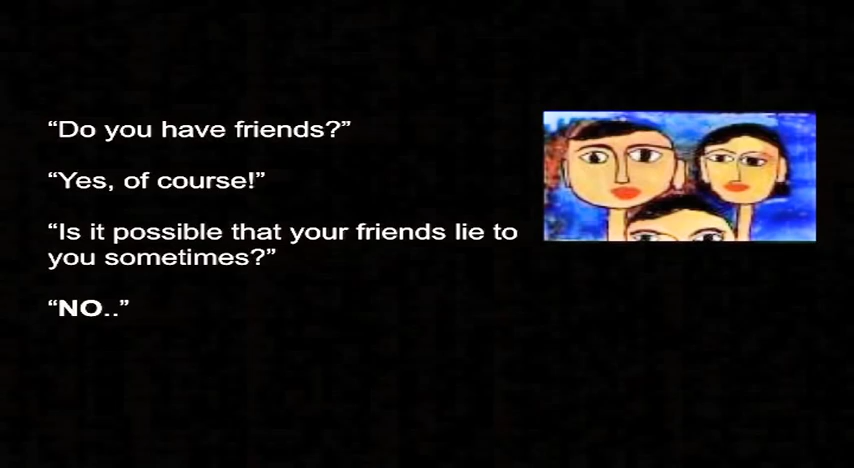 “Do you have friends?”
“Yes, of course!”
“Is it possible that your friends lie to
you sometimes?”
“NO..”